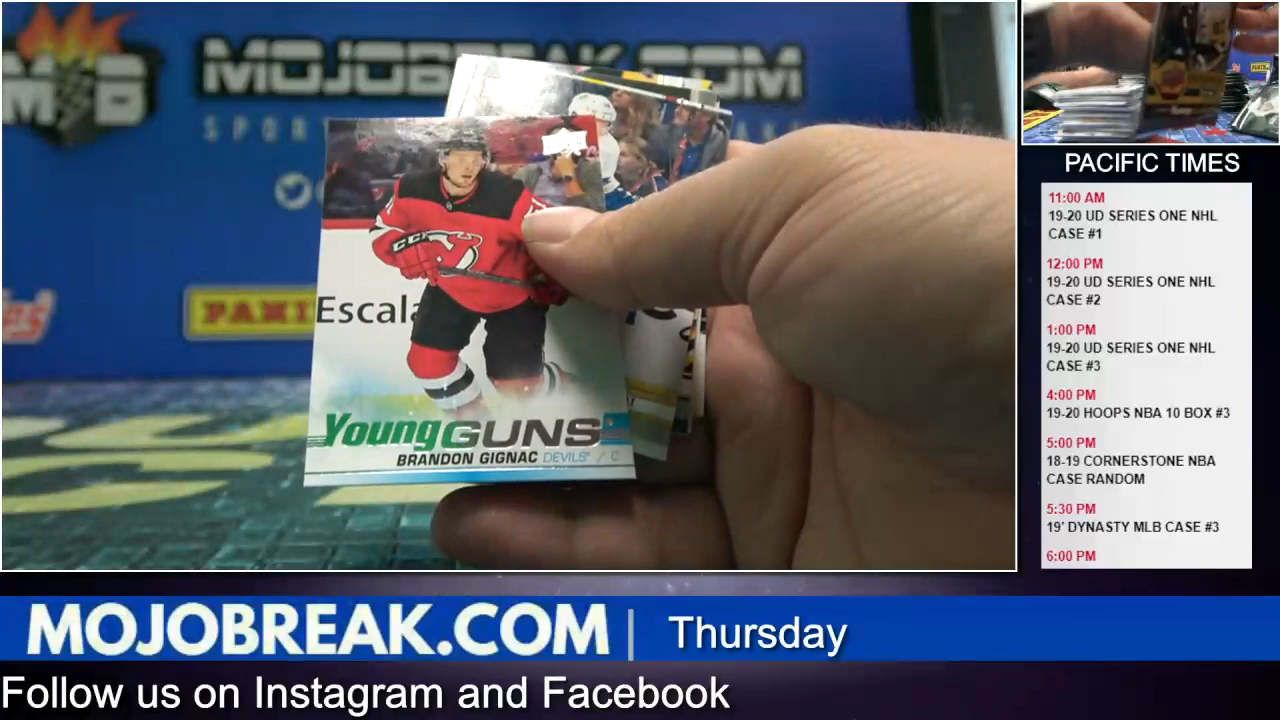 MOJOBREAK.COM
MB
SPOR
PANI
Escala
Young GUNS
BRANDON GIGNAC DEVILS / C
PACIFIC TIMES
11:00 AM
19-20 UD SERIES ONE NHL
CASE #1
12:00 PM
19-20 UD SERIES ONE NHL
CASE #2
1:00 PM
19-20 UD SERIES ONE NHL
CASE #3
4:00 PM
19-20 HOOPS NBA 10 BOX #3
5:00 PM
18-19 CORNERSTONE NBA
CASE RANDOM
5:30 PM
19' DYNASTY MLB CASE #3
6:00 PM
MOJOBREAK.COM | Thursday
Follow us on Instagram and Facebook